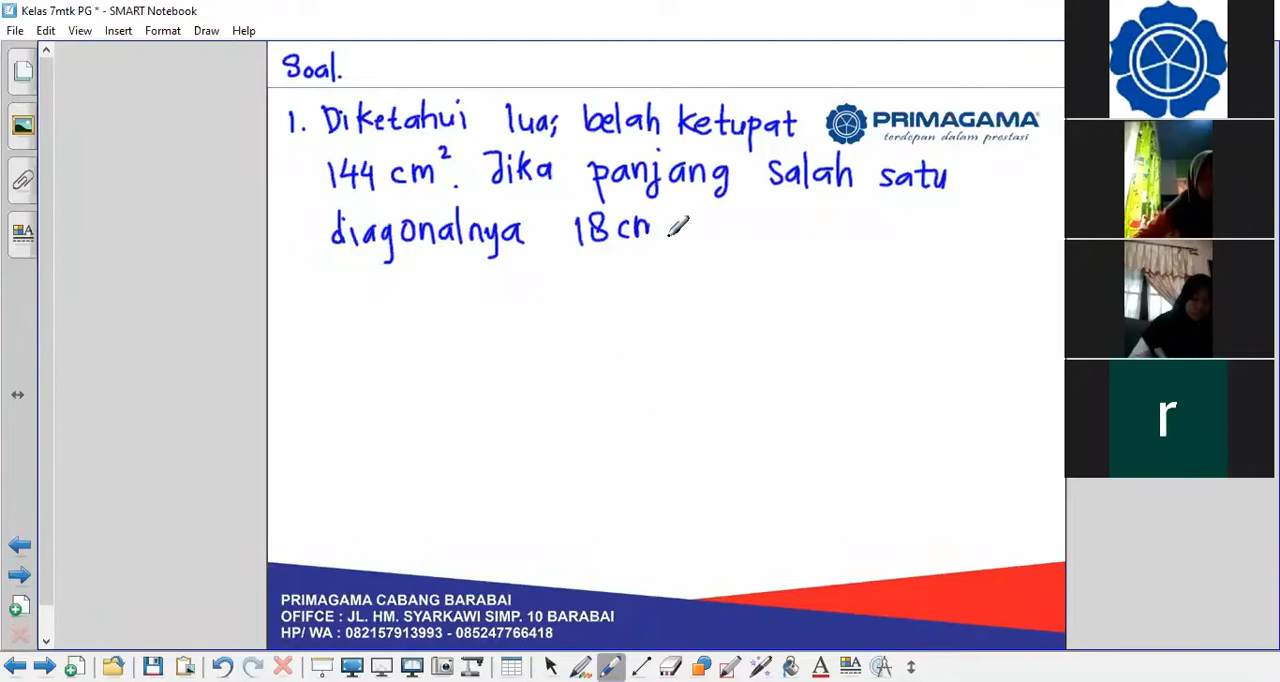 Kelas 7mtk PG * - SMART Notebook
File Edit View Insert Format Draw Help
Soal.
1. Diketahui luas belah ketupat
PRIMAGAMA
terdepan dalam prestasi
144 cm². Jika panjang salah satu
diagonalnya 18 cm
r
PRIMAGAMA CABANG BARABAI
OFIFCE : JL. HM. SYARKAWI SIMP. 10 BARABAI
HP/ WA : 082157913993 - 085247766418